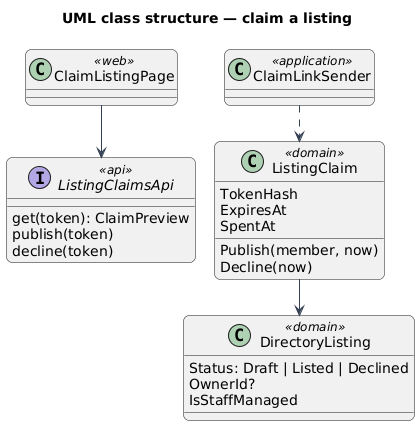 UML class structure — claim a listing
C
«web»
ClaimListingPage
C
«application»
ClaimLinkSender
I
«api»
ListingClaimsApi
get(token): ClaimPreview
publish(token)
decline(token)
C
«domain»
ListingClaim
TokenHash
ExpiresAt
SpentAt
Publish(member, now)
Decline(now)
C
«domain»
DirectoryListing
Status: Draft | Listed | Declined
OwnerId?
IsStaffManaged